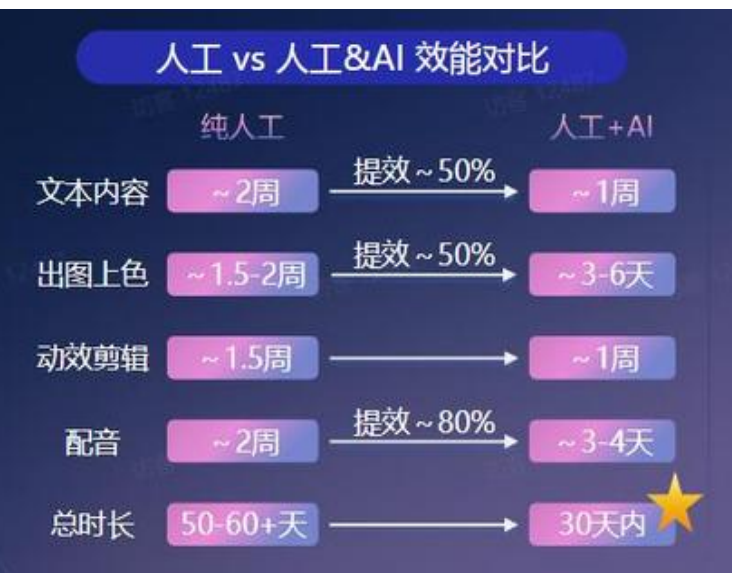 人工 vs 人工&AI 效能对比
纯人工 人工+AI
文本内容 ~2周 提效~50% ~1周
出图上色 ~1.5-2周 提效~50% ~3-6天
动效剪辑 ~1.5周 ~1周
配音 ~2周 提效~80% ~3-4天
总时长 50-60+天 30天内